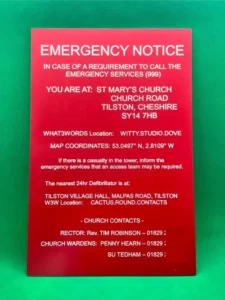 EMERGENCY NOTICE
IN CASE OF A REQUIREMENT TO CALL THE
EMERGENCY SERVICES (999)
YOU ARE AT: ST MARY'S CHURCH
CHURCH ROAD
TILSTON, CHESHIRE
SY14 7HB
WHAT3WORDS Location: WITTY.STUDIO.DOVE
MAP COORDINATES: 53.0497° N, 2.8109° W
If there is a casualty in the tower, inform the
emergency services that an access team may be required.
The nearest 24hr Defibrillator is at:
TILSTON VILLAGE HALL, MALPAS ROAD, TILSTON
W3W Location: CACTUS.ROUND.CONTACTS
- CHURCH CONTACTS -
RECTOR: Rev. TIM ROBINSON – 01829
CHURCH WARDENS: PENNY HEARN – 01829
SU TEDHAM – 01829